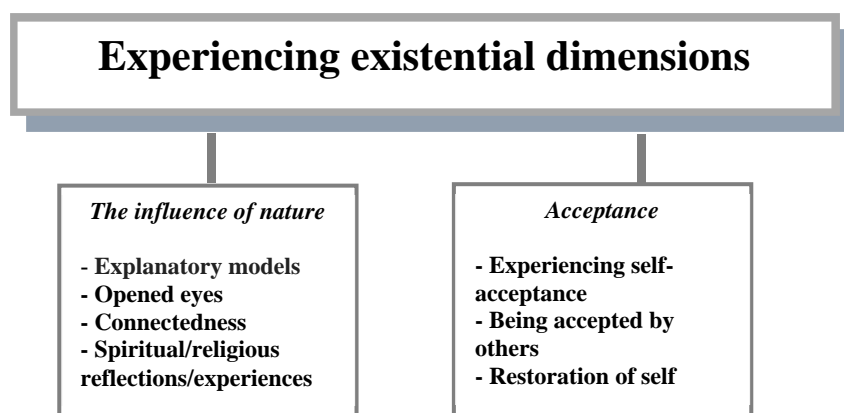 Experiencing existential dimensions
The influence of nature
- Explanatory models
- Opened eyes
- Connectedness
- Spiritual/religious
reflections/experiences
Acceptance
- Experiencing self-
acceptance
- Being accepted by
others
- Restoration of self